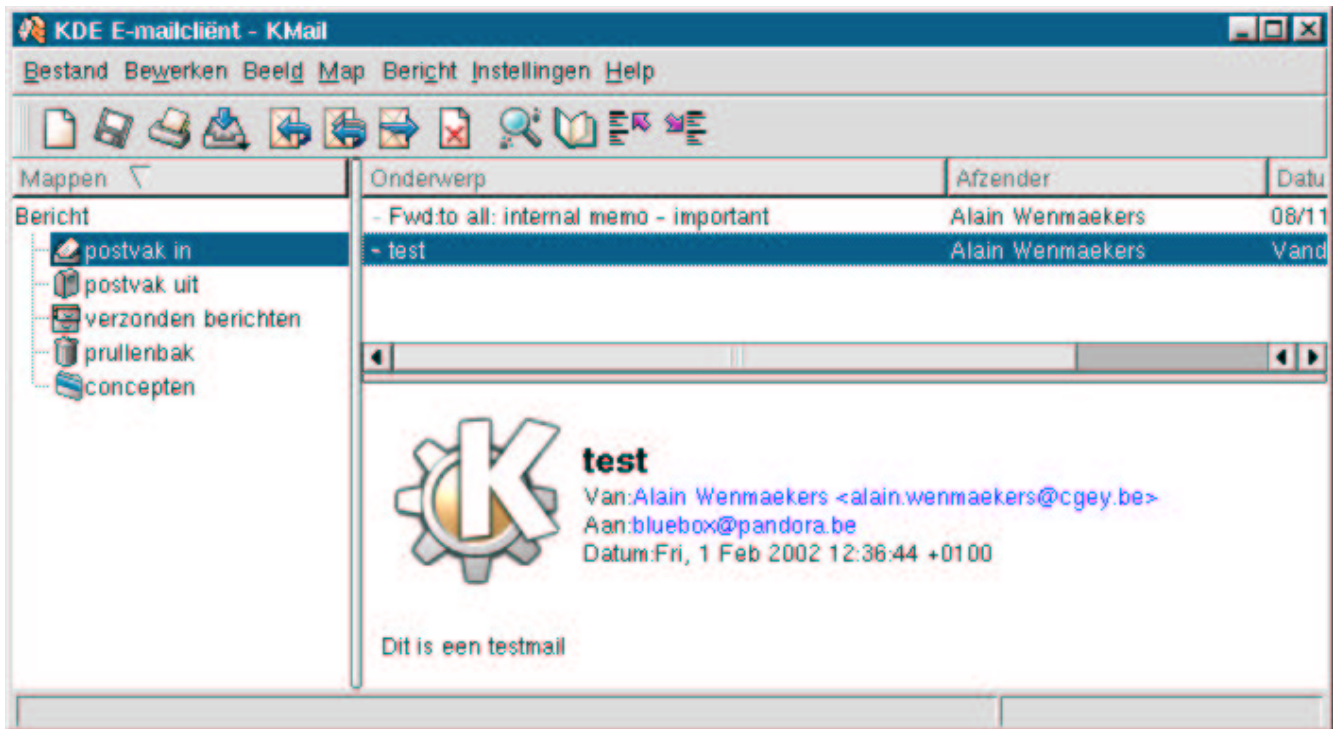 KDE E-mailcliënt - KMail
Bestand Bewerken Beeld Map Bericht Instellingen Help
Mappen Onderwerp Afzender Datu
Bericht
- Fwd:to all: internal memo - important Alain Wenmaekers 08/11
postvak in
- test Alain Wenmaekers Vand
postvak uit
verzonden berichten
prullenbak
concepten
K
test
Van:Alain Wenmaekers <alain.wenmaekers@cgey.be>
Aan:bluebox@pandora.be
Datum:Fri, 1 Feb 2002 12:36:44 +0100
Dit is een testmail